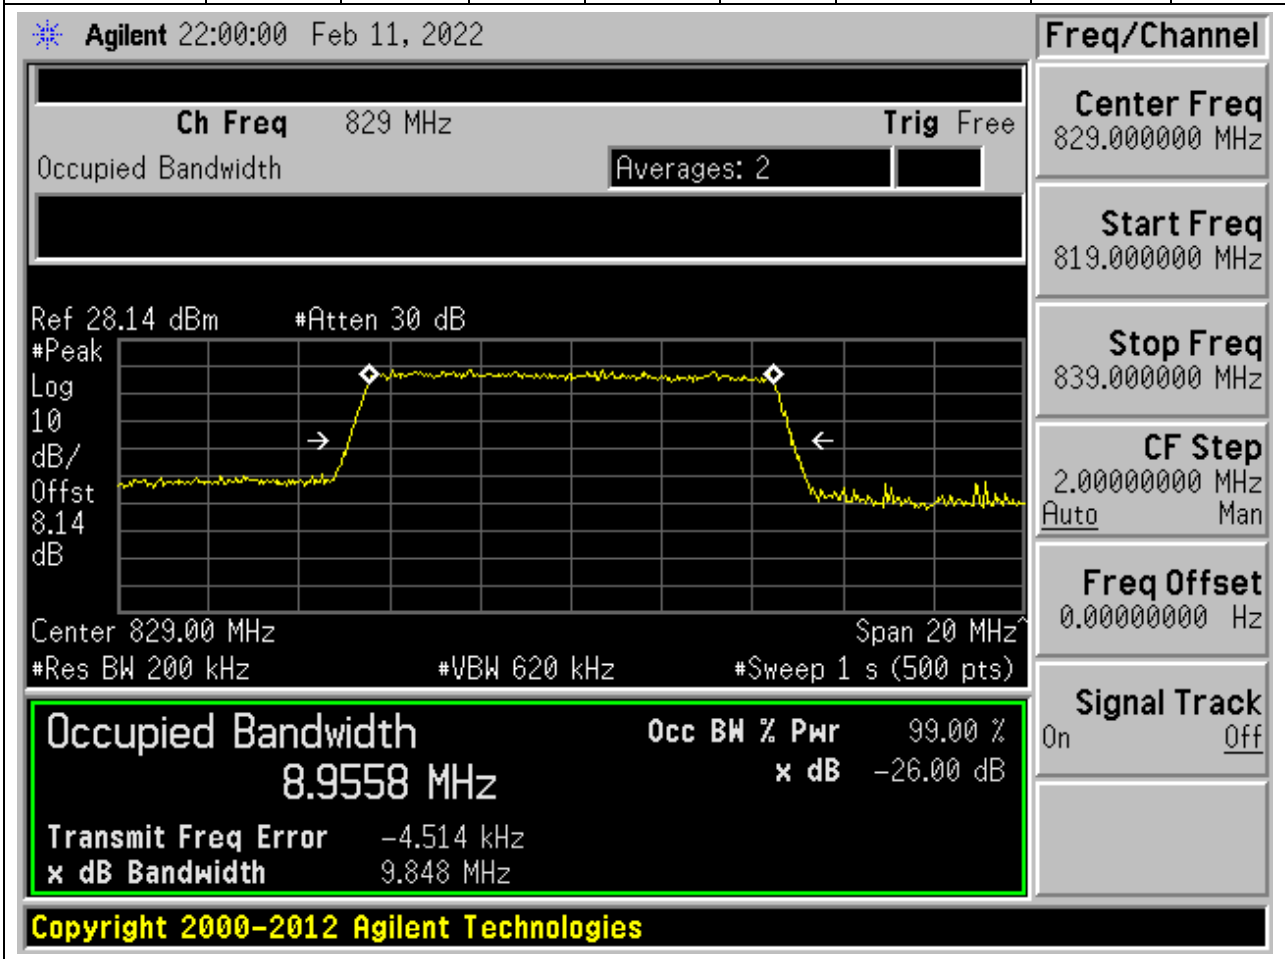 Agilent 22:00:00 Feb 11, 2022
Freq/Channel
Ch Freq 829 MHz Trig Free
Occupied Bandwidth Averages: 2
Center Freq
829.000000 MHz
Start Freq
819.000000 MHz
Stop Freq
839.000000 MHz
CF Step
2.00000000 MHz
Auto Man
Freq Offset
0.00000000 Hz
Signal Track
On Off
Ref 28.14 dBm #Atten 30 dB
#Peak
Log
10
dB/
Offst
8.14
dB
Center 829.00 MHz Span 20 MHz^
#Res BW 200 kHz #VBW 620 kHz #Sweep 1 s (500 pts)
Occupied Bandwidth Occ BW % Pwr 99.00 %
8.9558 MHz x dB -26.00 dB
Transmit Freq Error -4.514 kHz
x dB Bandwidth 9.848 MHz
Copyright 2000-2012 Agilent Technologies